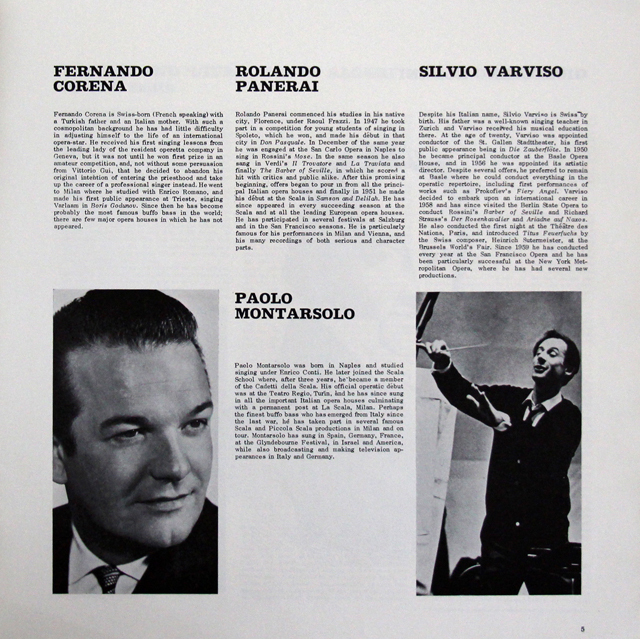 FERNANDO
CORENA
Fernando Corena is Swiss-born (French speaking) with
a Turkish father and an Italian mother. With such a
cosmopolitan background he has had little difficulty
in adjusting himself to the life of an international
opera-star. He received his first singing lessons from
the leading lady of the resident operetta company in
Geneva, but it was not until he won first prize in an
amateur competition, and, not without some persuasion
from Vittorio Gui, that he decided to abandon his
original intention of entering the priesthood and take
up the career of a professional singer instead. He went
to Milan where he studied with Enrico Romano, and
made his first public appearance at Trieste, singing
Varlaam in Boris Godunov. Since then he has become
probably the most famous buffo bass in the world;
there are few major opera houses in which he has not
appeared.
ROLANDO
PANERAI
Rolando Panerai commenced his studies in his native
city, Florence, under Raoul Frazzi. In 1947 he took
part in a competition for young students of singing in
Spoleto, which he won, and made his début in that
city in Don Pasquale. In December of the same year
he was engaged at the San Carlo Opera in Naples to
sing in Rossini's Mose. In the same season he also
sang in Verdi's Il Trovatore and La Traviata and
finally The Barber of Seville, in which he scored a
hit with critics and public alike. After this promising
beginning, offers began to pour in from all the princi-
pal Italian opera houses and finally in 1951 he made
his début at the Scala in Samson and Delilah. He has
since appeared in every succeeding season at the
Scala and at all the leading European opera houses.
He has participated in several festivals at Salzburg
and in the San Francisco seasons. He is particularly
famous for his performances in Milan and Vienna, and
his many recordings of both serious and character
parts.
PAOLO
MONTARSOLO
Paolo Montarsolo was born in Naples and studied
singing under Enrico Conti. He later joined the Scala
School where, after three years, he became a member
of the Cadetti della Scala. His official operatic début
was at the Teatro Regio, Turin, and he has since sung
in all the important Italian opera houses culminating
with a permanent post at La Scala, Milan. Perhaps
the finest buffo bass who has emerged from Italy since
the last war, he has taken part in several famous
Scala and Piccola Scala productions in Milan and on
tour. Montarsolo has sung in Spain, Germany, France,
at the Glyndebourne Festival, in Israel and America,
while also broadcasting and making television ap-
pearances in Italy and Germany.
SILVIO VARVISO
Despite his Italian name, Silvio Varviso is Swiss by
birth. His father was a well-known singing teacher in
Zurich and Varviso received his musical education
there. At the age of twenty, Varviso was appointed
conductor of the St. Gallen Stadttheater, his first
public appearance being in Die Zauberflöte. In 1950
he became principal conductor at the Basle Opera
House, and in 1956 he was appointed its artistic
director. Despite several offers, he preferred to remain
at Basle where he could conduct everything in the
operatic repertoire, including first performances of
works such as Prokofiev's Fiery Angel. Varviso
decided to embark upon an international career in
1958 and has since visited the Berlin State Opera to
conduct Rossini's Barber of Seville and Richard
Strauss's Der Rosenkavalier and Ariadne auf Naxos.
He also conducted the first night at the Théâtre des
Nations, Paris, and introduced Titus Feuerfuchs by
the Swiss composer, Heinrich Sutermeister, at the
Brussels World's Fair. Since 1959 he has conducted
every year at the San Francisco Opera and he has
been particularly successful at the New York Met-
ropolitan Opera, where he has had several new
productions.
5